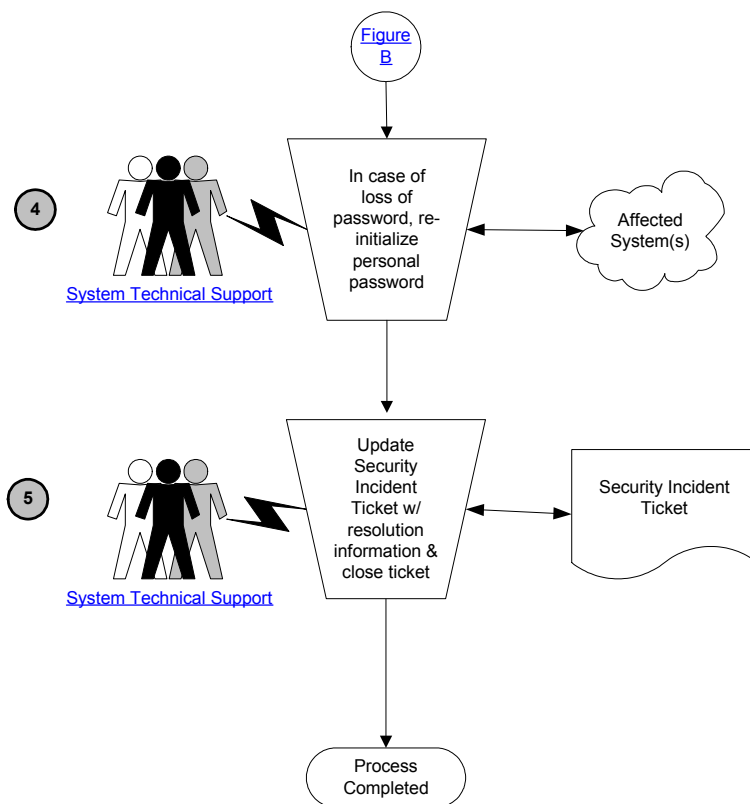 Figure
B
4
In case of
loss of
password, re-
initialize
personal
password
Affected
System(s)
System Technical Support
5
Update
Security
Incident
Ticket w/
resolution
information &
close ticket
Security Incident
Ticket
System Technical Support
Process
Completed